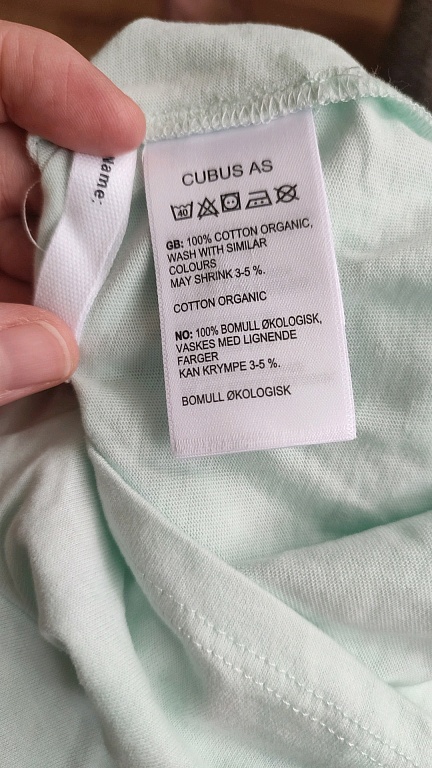 Name:
CUBUS AS
40
GB: 100% COTTON ORGANIC,
WASH WITH SIMILAR
COLOURS
MAY SHRINK 3-5 %.
COTTON ORGANIC
NO: 100% BOMULL ØKOLOGISK,
VASKES MED LIGNENDE
FARGER
KAN KRYMPE 3-5 %.
BOMULL ØKOLOGISK